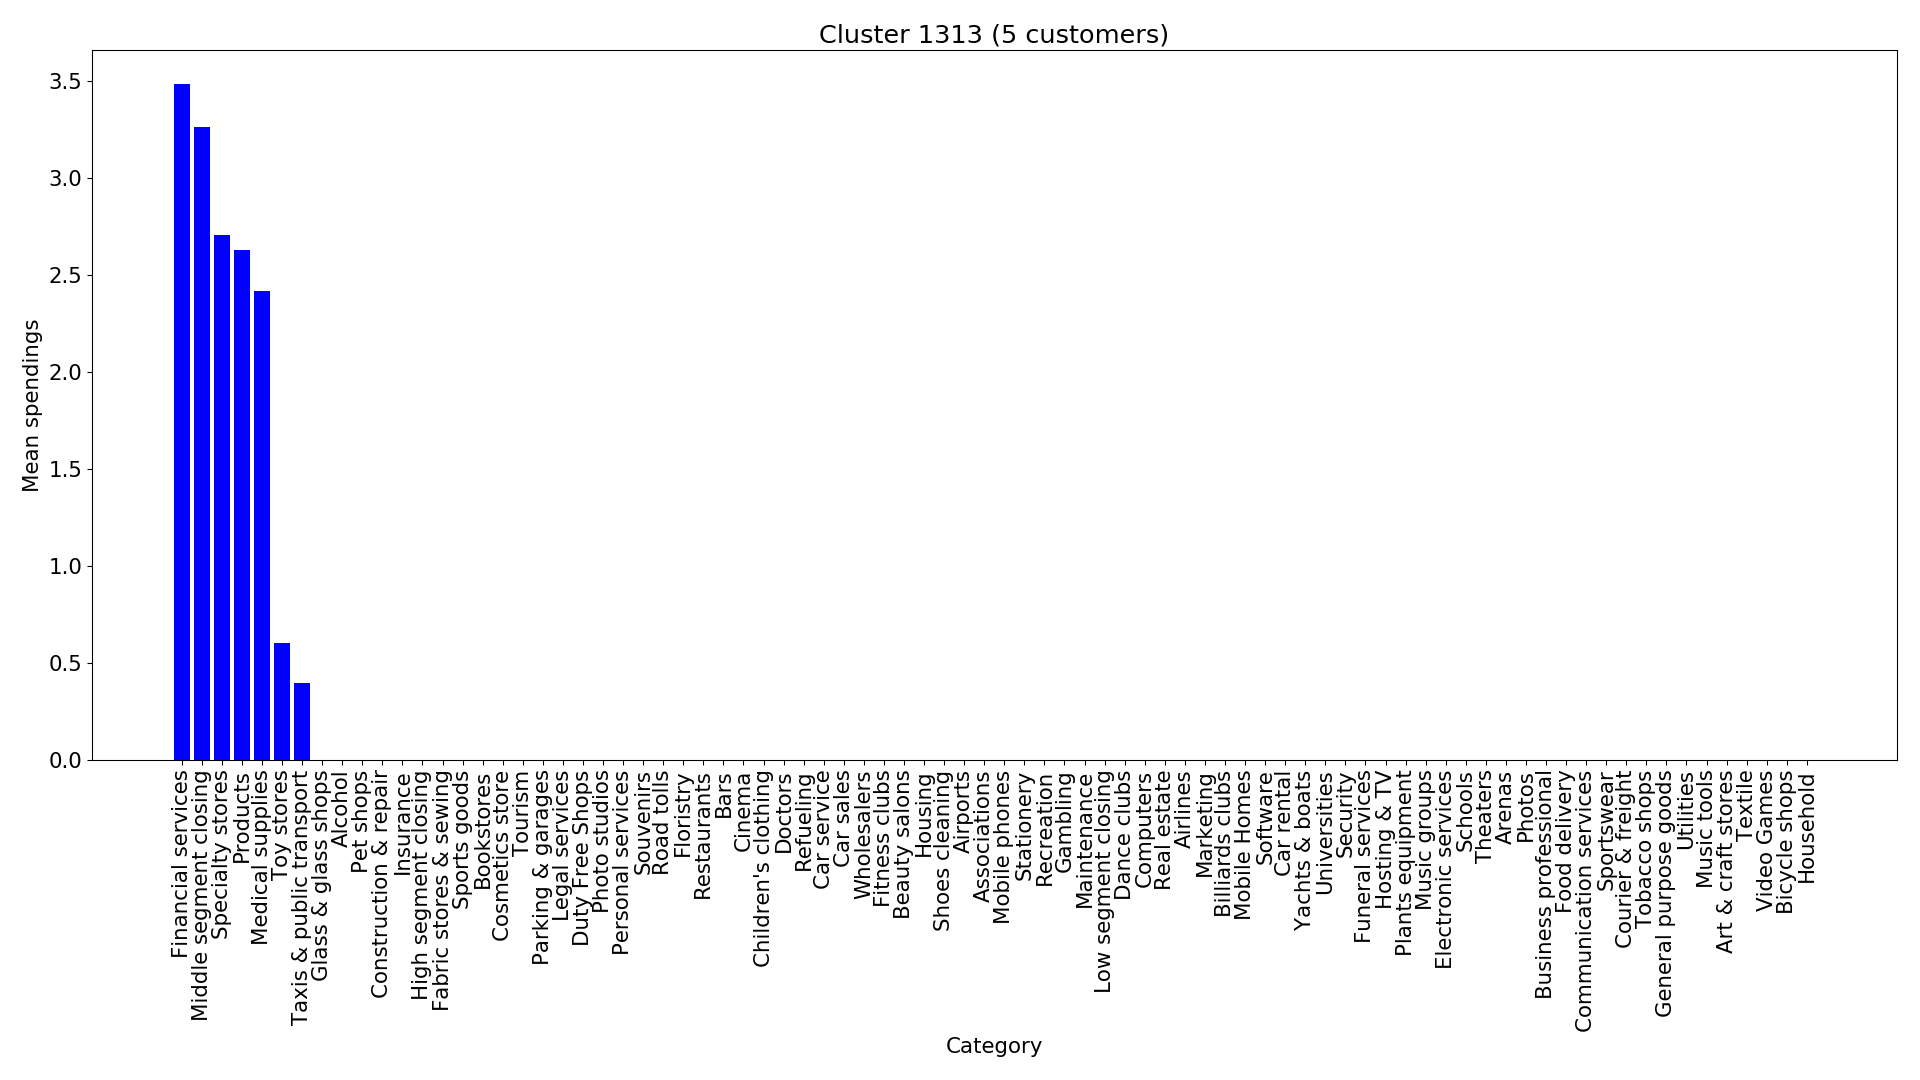 Cluster 1313 (5 customers)
Mean spendings
3.5
3.0
2.5
2.0
1.5
1.0
0.5
0.0
Financial services
Middle segment closing
Specialty stores
Products
Medical supplies
Toy stores
Taxis & public transport
Glass & glass shops
Alcohol
Pet shops
Construction & repair
Insurance
High segment closing
Fabric stores & sewing
Sports goods
Bookstores
Cosmetics store
Tourism
Parking & garages
Legal services
Duty Free Shops
Photo studios
Personal services
Souvenirs
Road tolls
Floristry
Restaurants
Bars
Cinema
Children's clothing
Doctors
Refueling
Car service
Car sales
Wholesalers
Fitness clubs
Beauty salons
Housing
Shoes cleaning
Airports
Associations
Mobile phones
Stationery
Recreation
Gambling
Maintenance
Low segment closing
Dance clubs
Computers
Real estate
Airlines
Marketing
Billiards clubs
Mobile Homes
Software
Car rental
Yachts & boats
Universities
Security
Funeral services
Hosting & TV
Plants equipment
Music groups
Electronic services
Schools
Theaters
Arenas
Photos
Business professional
Food delivery
Communication services
Sportswear
Courier & freight
Tobacco shops
General purpose goods
Utilities
Music tools
Art & craft stores
Textile
Video Games
Bicycle shops
Household
Category